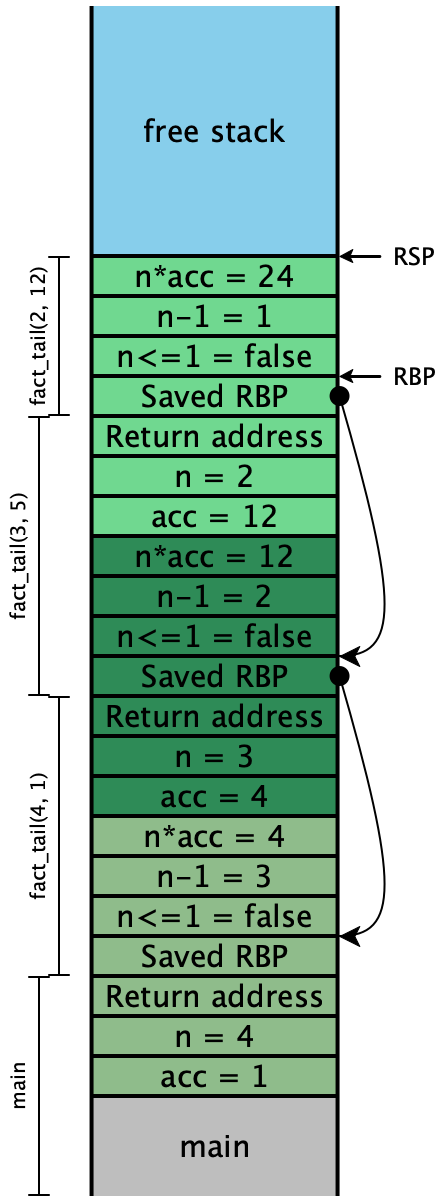 free stack
RSP
n*acc = 24
n-1 = 1
n<=1 = false
RBP
Saved RBP
fact_tail(2, 12)
Return address
n = 2
acc = 12
n*acc = 12
n-1 = 2
n<=1 = false
Saved RBP
fact_tail(3, 5)
Return address
n = 3
acc = 4
n*acc = 4
n-1 = 3
n<=1 = false
Saved RBP
fact_tail(4, 1)
Return address
n = 4
acc = 1
main
main